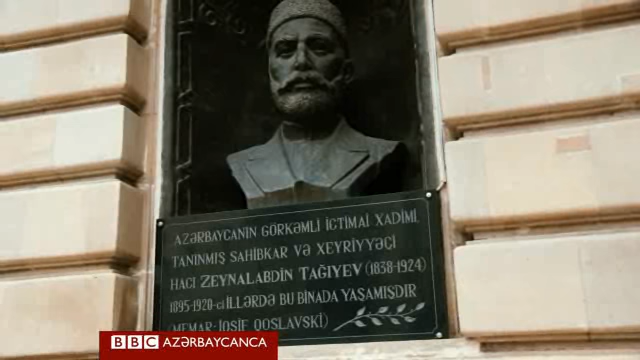 AZƏRBAYCANIN GÖRKƏMLİ İCTİMAİ XADİMİ,
TANINMIŞ SAHİBKAR VƏ XEYRİYYƏÇİ
HACI ZEYNALABDİN TAĞIYEV (1838-1924)
1895-1920-ci İLLƏRDƏ BU BİNADA YAŞAMIŞDIR
(MEMAR-İOSİF QOSLAVSKİ)
BBC AZƏRBAYCANCA